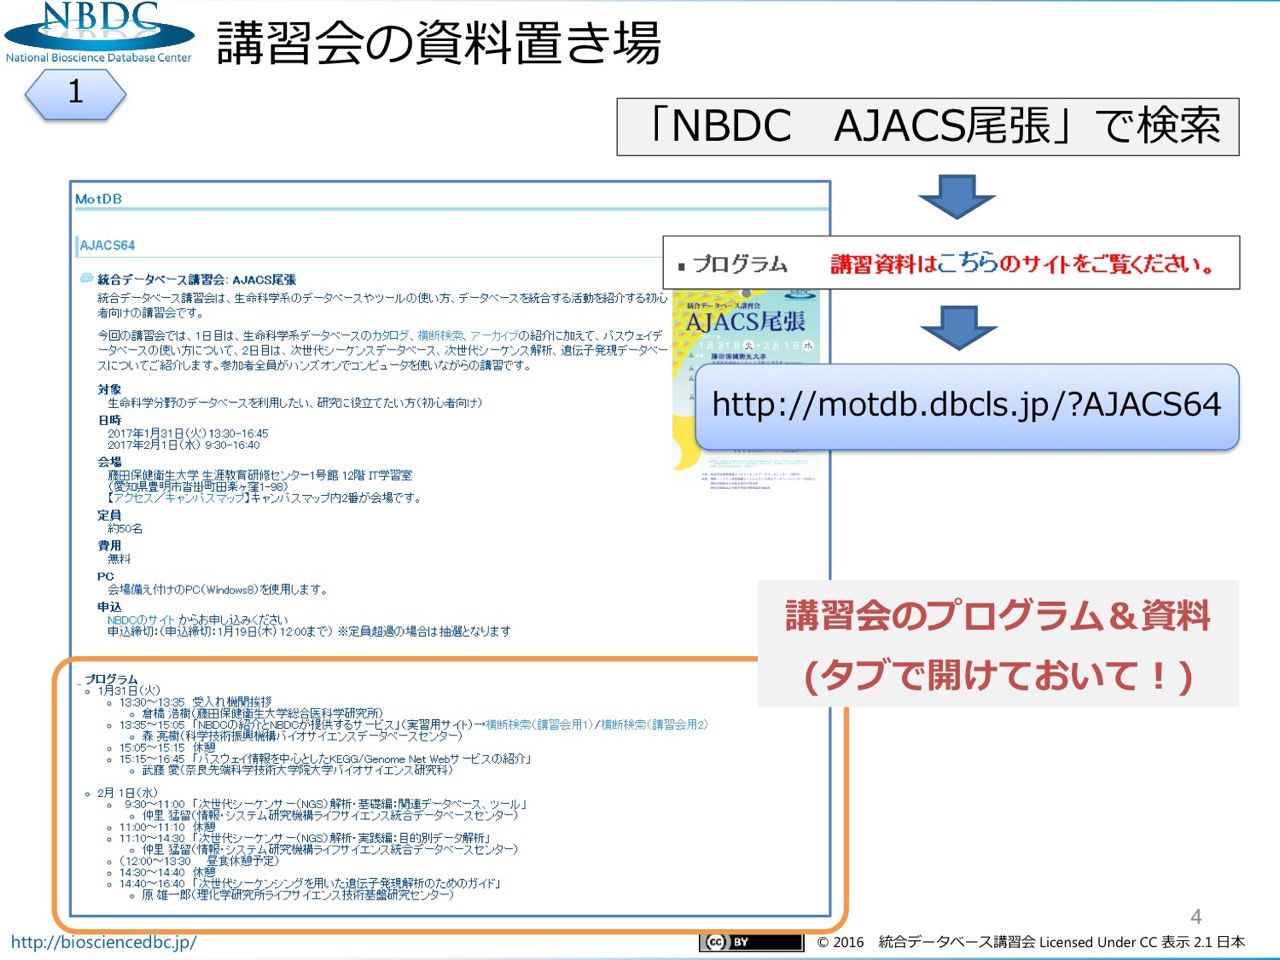 NBDC
National Bioscience Database Center
講習会の資料置き場
1
「NBDC　AJACS尾張」で検索
MotDB
AJACS64
統合データベース講習会: AJACS尾張
統合データベース講習会は、生命科学系のデータベースやツールの使い方、データベースを統合する活動を紹介する初心
者向けの講習会です。
今回の講習会では、1日目は、生命科学系データベースのカタログ、横断検索、アーカイブの紹介に加えて、パスウェイデ
ータベースの使い方について、2日目は、次世代シーケンスデータベース、次世代シーケンス解析、遺伝子発現データベー
スについてご紹介します。参加者全員がハンズオンでコンピュータを使いながらの講習です。
対象
生命科学分野のデータベースを利用したい、研究に役立てたい方(初心者向け)
日時
2017年1月31日(火)13:30-16:45
2017年2月1日(水) 9:30-16:40
会場
藤田保健衛生大学 生涯教育研修センター1号館 12階 IT学習室
(愛知県豊明市沓掛町田楽ヶ窪1-98)
【アクセス／キャンパスマップ】キャンパスマップ内2番が会場です。
定員
約50名
費用
無料
PC
会場備え付けのPC(Windows8)を使用します。
申込
NBDCのサイト からお申し込みください
申込締切:(申込締切:1月19日(木) 12:00まで) ※定員超過の場合は抽選となります
プログラム 講習資料はこちらのサイトをご覧ください。
統合データベース講習会
AJACS尾張
1月31日火-2月1日水
藤田保健衛生大学
http://motdb.dbcls.jp/?AJACS64
講習会のプログラム＆資料
(タブで開けておいて！)
プログラム
1月31日(火)
13:30～13:35 受入れ機関挨拶
倉橋 浩樹(藤田保健衛生大学総合医科学研究所)
13:35～15:05 「NBDCの紹介とNBDCが提供するサービス」(実習用サイト)→横断検索(講習会用1)/横断検索(講習会用2)
森 亮樹(科学技術振興機構バイオサイエンスデータベースセンター)
15:05～15:15 休憩
15:15～16:45 「パスウェイ情報を中心としたKEGG/Genome Net Webサービスの紹介」
武藤 愛(奈良先端科学技術大学院大学バイオサイエンス研究科)
2月 1日(水)
9:30～11:00 「次世代シーケンサー(NGS)解析・基礎編:関連データベース、ツール」
仲里 猛留(情報・システム研究機構ライフサイエンス統合データベースセンター)
11:00～11:10 休憩
11:10～14:30 「次世代シーケンサー(NGS)解析・実践編:目的別データ解析」
仲里 猛留(情報・システム研究機構ライフサイエンス統合データベースセンター)
(12:00～13:30 昼食休憩予定)
14:30～14:40 休憩
14:40～16:40 「次世代シーケンシングを用いた遺伝子発現解析のためのガイド」
原 雄一郎(理化学研究所ライフサイエンス技術基盤研究センター)
4
http://biosciencedbc.jp/
cc BY
© 2016　統合データベース講習会 Licensed Under CC 表示 2.1 日本